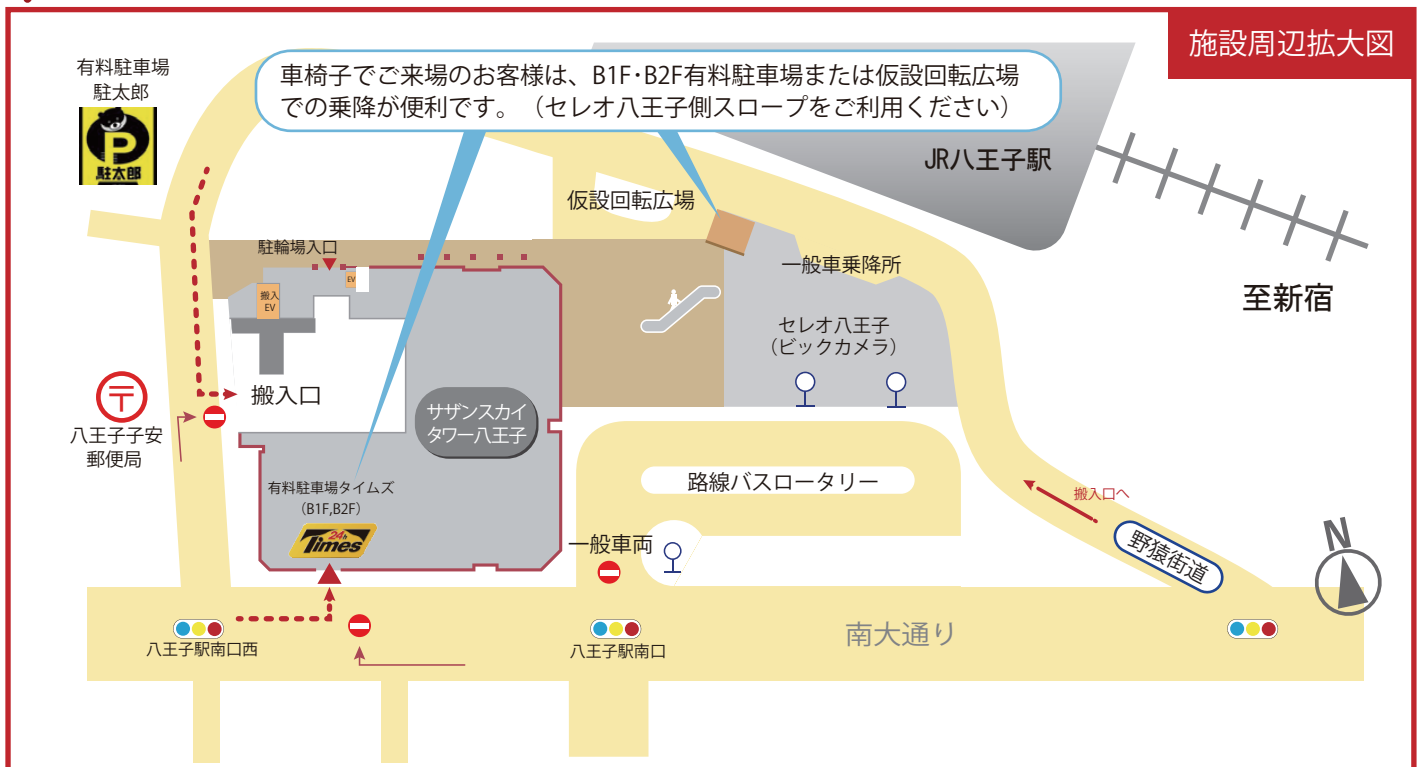 施設周辺拡大図
有料駐車場
駐太郎
P
駐太郎
車椅子でご来場のお客様は、B1F･B2F有料駐車場または仮設回転広場
での乗降が便利です。（セレオ八王子側スロープをご利用ください）
JR八王子駅
仮設回転広場
駐輪場入口
一般車乗降所
EV
搬入
EV
至新宿
セレオ八王子
（ビックカメラ）
搬入口
サザンスカイ
タワー八王子
〒
八王子子安
郵便局
路線バスロータリー
有料駐車場タイムズ
（B1F,B2F）
24h
Times
搬入口へ
野猿街道
N
一般車両
八王子駅南口西
八王子駅南口
南大通り